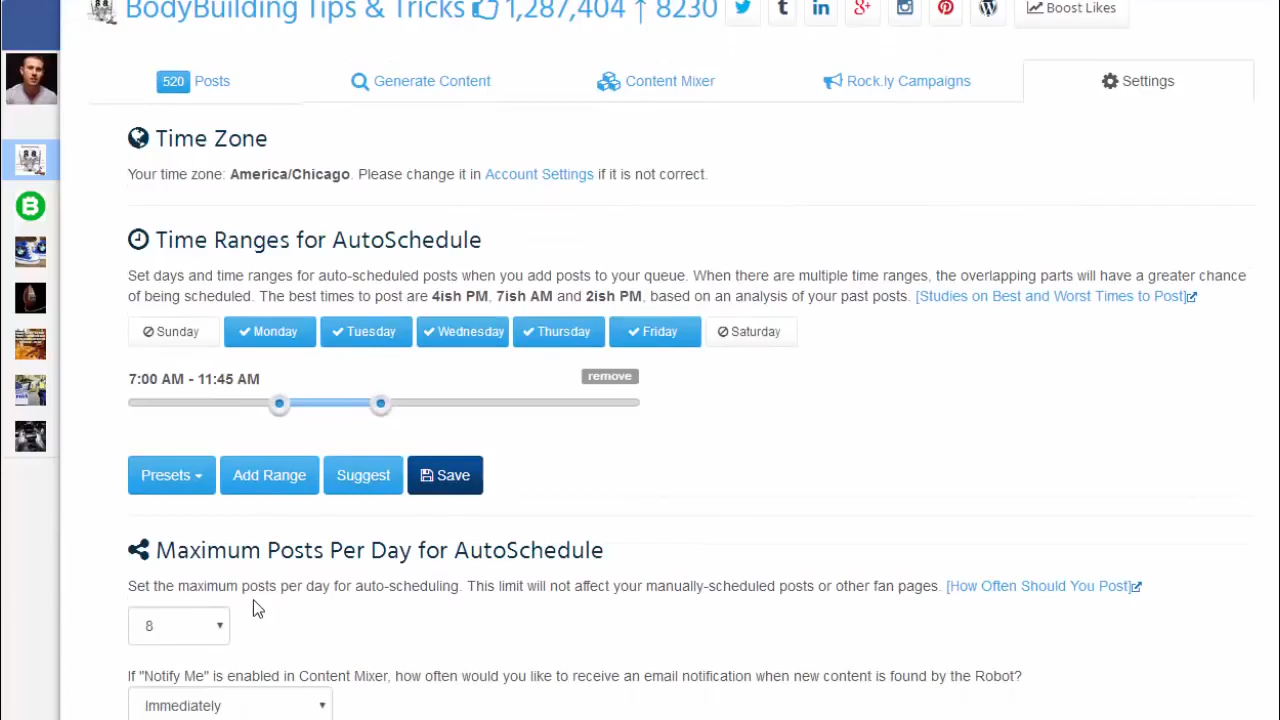 BodyBuilding Tips & Tricks 1,287,404 ↑ 8230
Boost Likes
520 Posts
Generate Content
Content Mixer
Rock.ly Campaigns
Settings
Time Zone
Your time zone: America/Chicago. Please change it in Account Settings if it is not correct.
Time Ranges for AutoSchedule
Set days and time ranges for auto-scheduled posts when you add posts to your queue. When there are multiple time ranges, the overlapping parts will have a greater chance
of being scheduled. The best times to post are 4ish PM, 7ish AM and 2ish PM, based on an analysis of your past posts. [Studies on Best and Worst Times to Post]
Sunday Monday Tuesday Wednesday Thursday Friday Saturday
7:00 AM - 11:45 AM
remove
Presets Add Range Suggest Save
Maximum Posts Per Day for AutoSchedule
Set the maximum posts per day for auto-scheduling. This limit will not affect your manually-scheduled posts or other fan pages. [How Often Should You Post]
8
If "Notify Me" is enabled in Content Mixer, how often would you like to receive an email notification when new content is found by the Robot?
Immediately